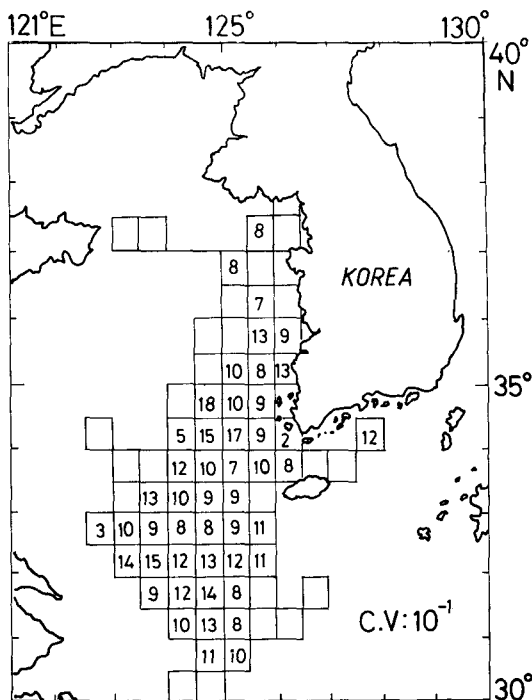 121°E 125° 130°
40°
N
8
8
KOREA
7
13 9
10 8 13
35°
18 10 9
5 15 17 9 2 12
12 10 7 10 8
13 10 9 9
3 10 9 8 8 9 11
14 15 12 13 12 11
9 12 14 8
10 13 8 C.V:10⁻¹
11 10
30°